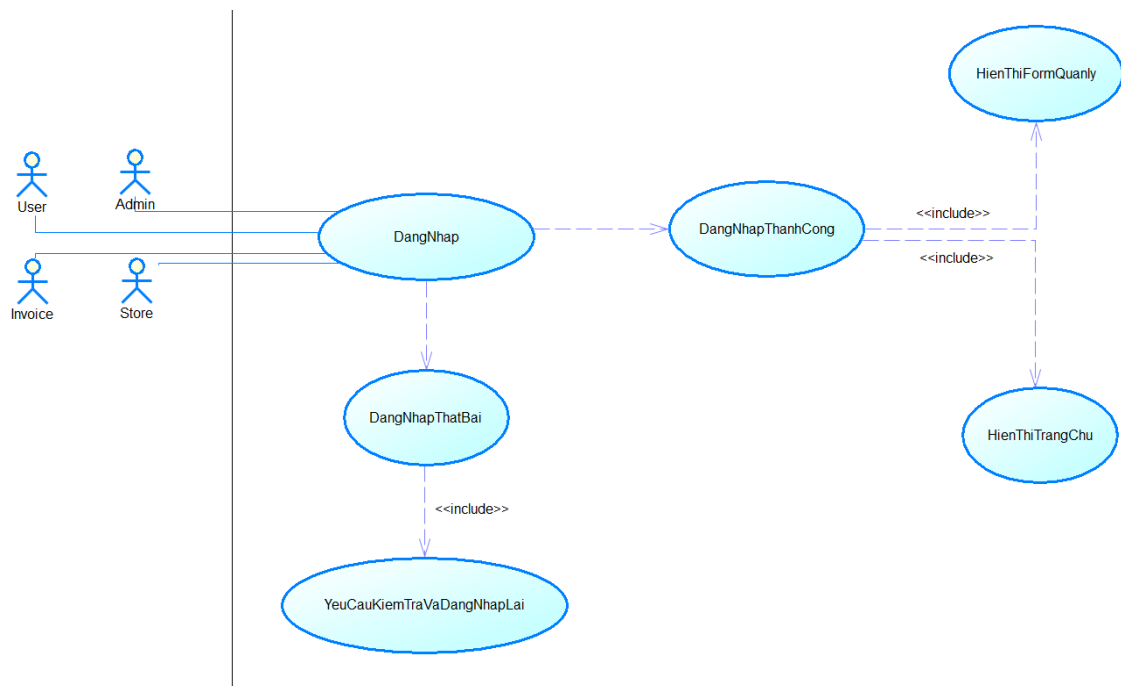 HienThiFormQuanly
User
Admin
DangNhap
DangNhapThanhCong
<<include>>
<<include>>
Invoice
Store
DangNhapThatBai
HienThiTrangChu
<<include>>
YeuCauKiemTraVaDangNhapLai